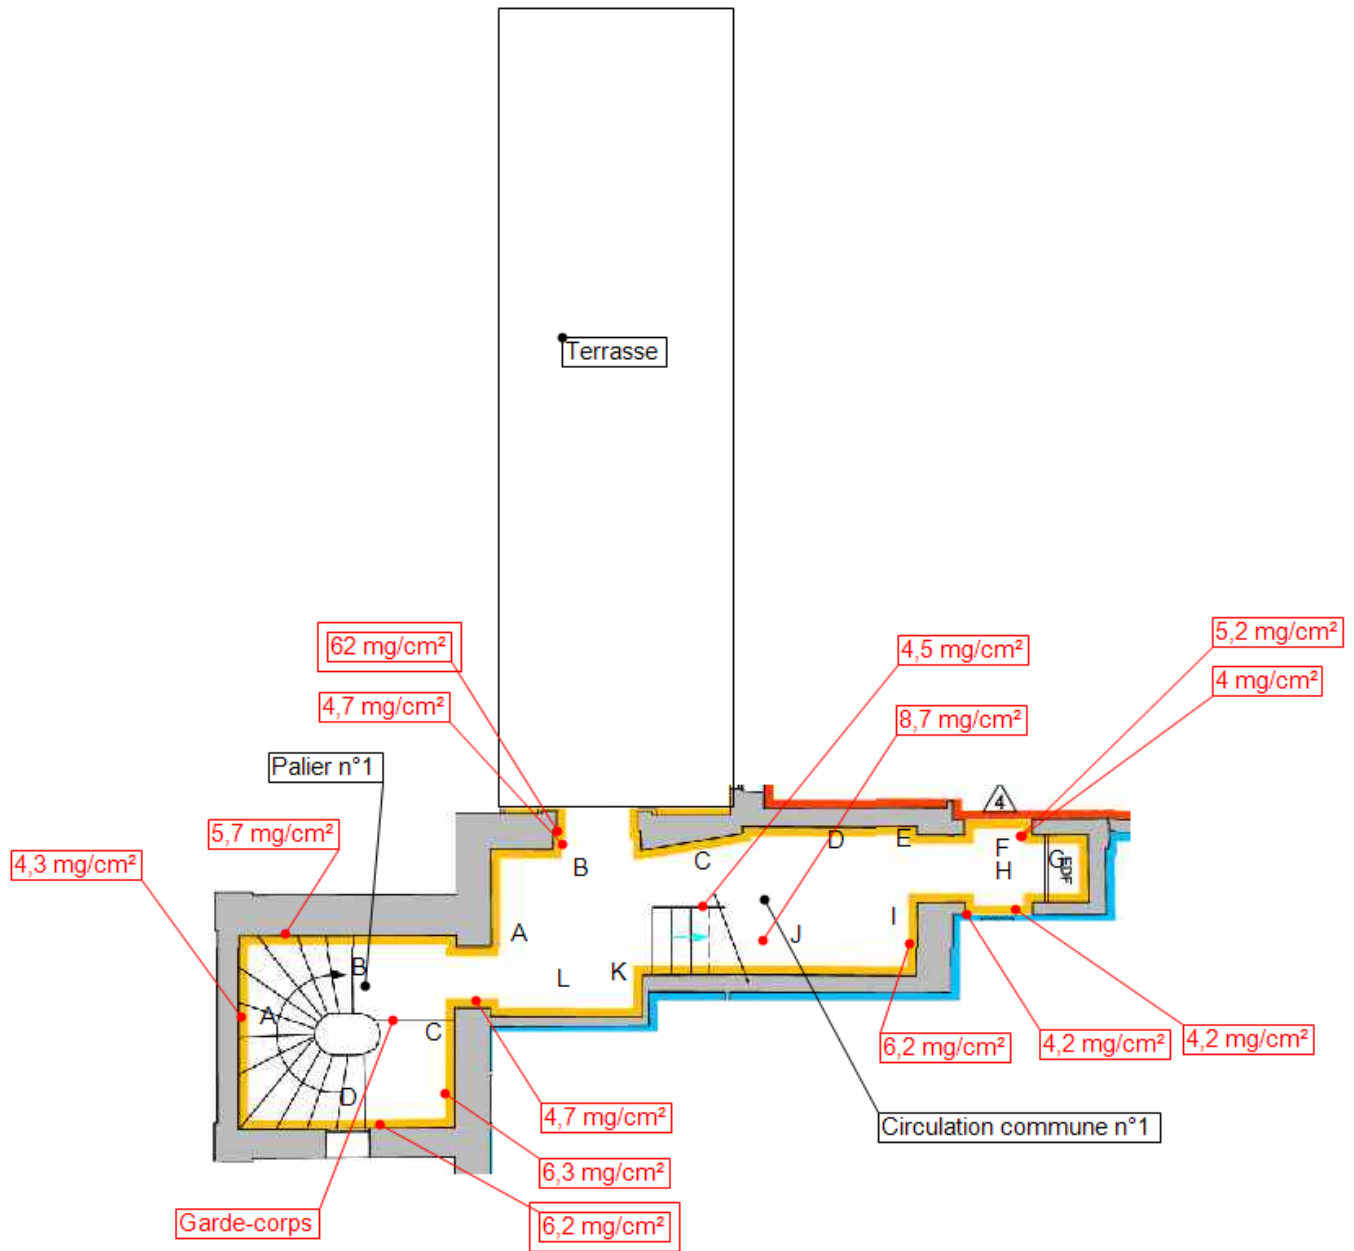 Terrasse
62 mg/cm²
4,5 mg/cm²
5,2 mg/cm²
4,7 mg/cm²
4 mg/cm²
8,7 mg/cm²
Palier n°1
4
5,7 mg/cm²
4,3 mg/cm²
B
C
D
E
F
H
G
EDF
A
I
J
B
L
K
A
C
D
6,2 mg/cm²
4,2 mg/cm²
4,2 mg/cm²
4,7 mg/cm²
Circulation commune n°1
6,3 mg/cm²
Garde-corps
6,2 mg/cm²